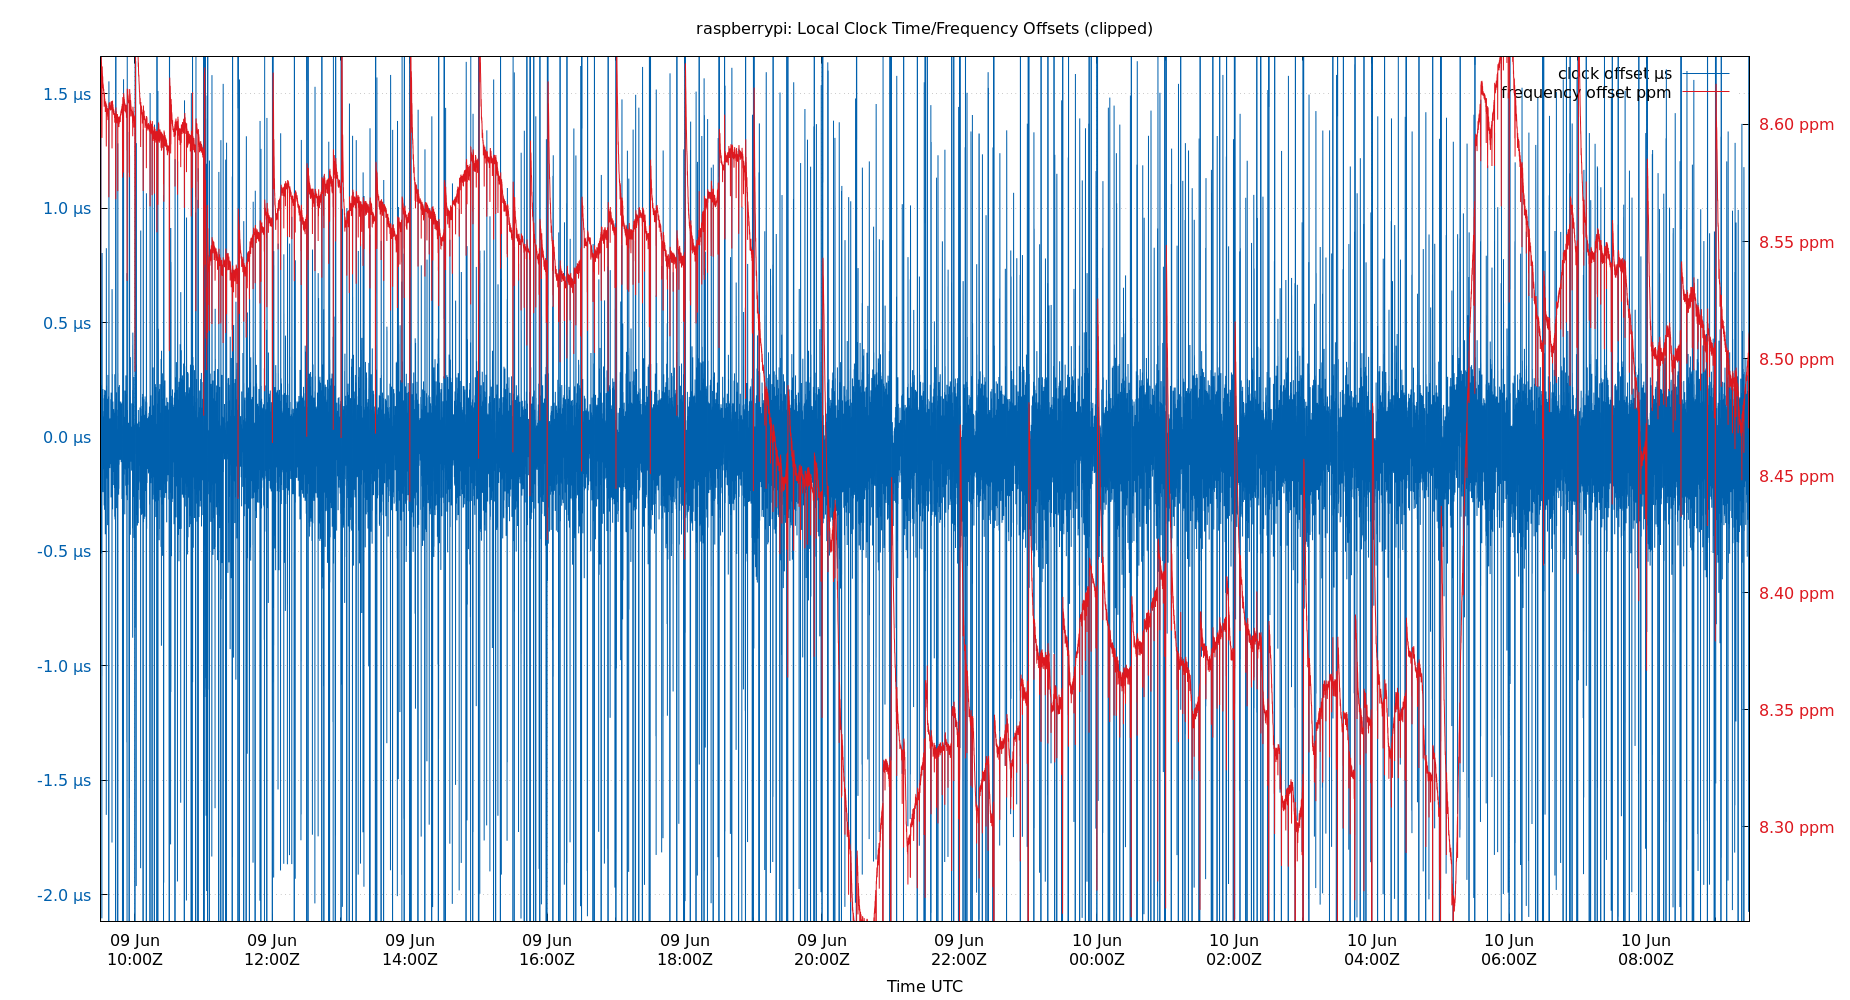 raspberrypi: Local Clock Time/Frequency Offsets (clipped)
clock offset µs
frequency offset ppm
1.5 µs
1.0 µs
0.5 µs
0.0 µs
-0.5 µs
-1.0 µs
-1.5 µs
-2.0 µs
8.60 ppm
8.55 ppm
8.50 ppm
8.45 ppm
8.40 ppm
8.35 ppm
8.30 ppm
09 Jun 09 Jun 09 Jun 09 Jun 09 Jun 09 Jun 09 Jun 10 Jun 10 Jun 10 Jun 10 Jun 10 Jun
10:00Z 12:00Z 14:00Z 16:00Z 18:00Z 20:00Z 22:00Z 00:00Z 02:00Z 04:00Z 06:00Z 08:00Z
Time UTC